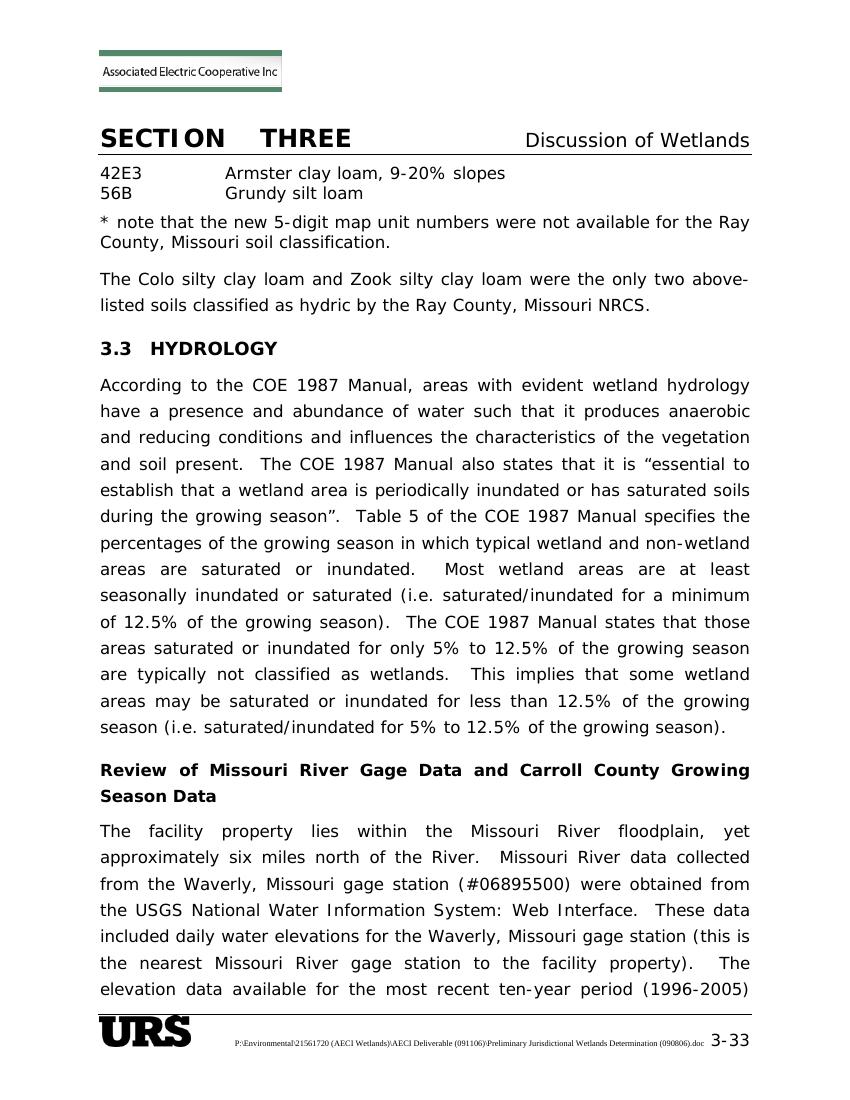 Associated Electric Cooperative Inc
SECTION THREE Discussion of Wetlands
42E3 Armster clay loam, 9-20% slopes
56B Grundy silt loam
* note that the new 5-digit map unit numbers were not available for the Ray
County, Missouri soil classification.
The Colo silty clay loam and Zook silty clay loam were the only two above-
listed soils classified as hydric by the Ray County, Missouri NRCS.
3.3 HYDROLOGY
According to the COE 1987 Manual, areas with evident wetland hydrology
have a presence and abundance of water such that it produces anaerobic
and reducing conditions and influences the characteristics of the vegetation
and soil present. The COE 1987 Manual also states that it is “essential to
establish that a wetland area is periodically inundated or has saturated soils
during the growing season”. Table 5 of the COE 1987 Manual specifies the
percentages of the growing season in which typical wetland and non-wetland
areas are saturated or inundated. Most wetland areas are at least
seasonally inundated or saturated (i.e. saturated/inundated for a minimum
of 12.5% of the growing season). The COE 1987 Manual states that those
areas saturated or inundated for only 5% to 12.5% of the growing season
are typically not classified as wetlands. This implies that some wetland
areas may be saturated or inundated for less than 12.5% of the growing
season (i.e. saturated/inundated for 5% to 12.5% of the growing season).
Review of Missouri River Gage Data and Carroll County Growing
Season Data
The facility property lies within the Missouri River floodplain, yet
approximately six miles north of the River. Missouri River data collected
from the Waverly, Missouri gage station (#06895500) were obtained from
the USGS National Water Information System: Web Interface. These data
included daily water elevations for the Waverly, Missouri gage station (this is
the nearest Missouri River gage station to the facility property). The
elevation data available for the most recent ten-year period (1996-2005)
URS P:\Environmental\21561720 (AECI Wetlands)\AECI Deliverable (091106)\Preliminary Jurisdictional Wetlands Determination (090806).doc 3-33